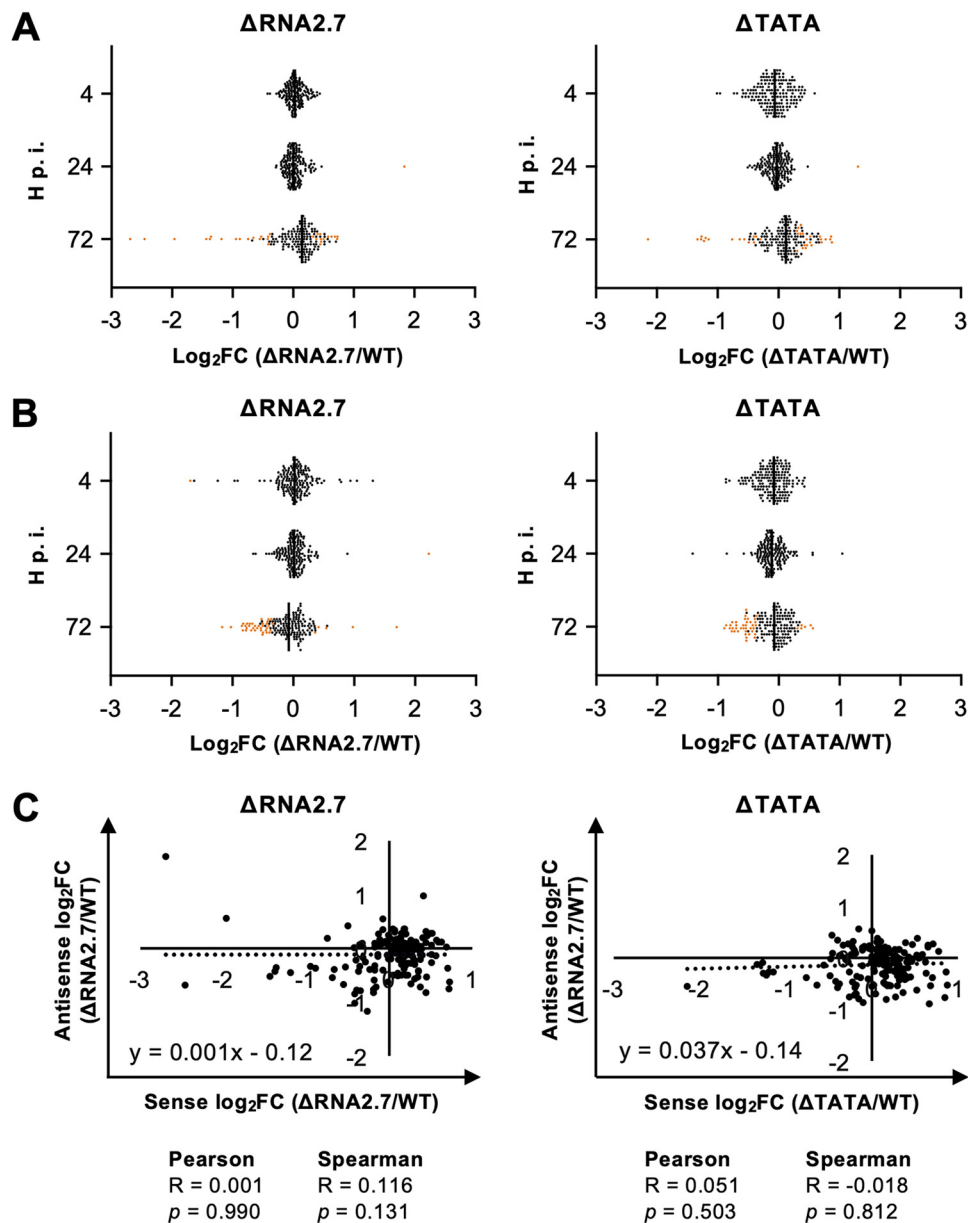 A
ΔRNA2.7
ΔTATA
H p. i.
4
24
72
-3 -2 -1 0 1 2 3
Log₂FC (ΔRNA2.7/WT)
H p. i.
4
24
72
-3 -2 -1 0 1 2 3
Log₂FC (ΔTATA/WT)
B
ΔRNA2.7
ΔTATA
H p. i.
4
24
72
-3 -2 -1 0 1 2 3
Log₂FC (ΔRNA2.7/WT)
H p. i.
4
24
72
-3 -2 -1 0 1 2 3
Log₂FC (ΔTATA/WT)
C
ΔRNA2.7
Antisense log₂FC
(ΔRNA2.7/WT)
2
1
-3 -2 -1 1
-1
-2
y = 0.001x - 0.12
Sense log₂FC (ΔRNA2.7/WT)
Pearson Spearman
R = 0.001 R = 0.116
p = 0.990 p = 0.131
ΔTATA
Antisense log₂FC
(ΔRNA2.7/WT)
2
1
-3 -2 -1 0 1
-1
-2
y = 0.037x - 0.14
Sense log₂FC (ΔTATA/WT)
Pearson Spearman
R = 0.051 R = -0.018
p = 0.503 p = 0.812